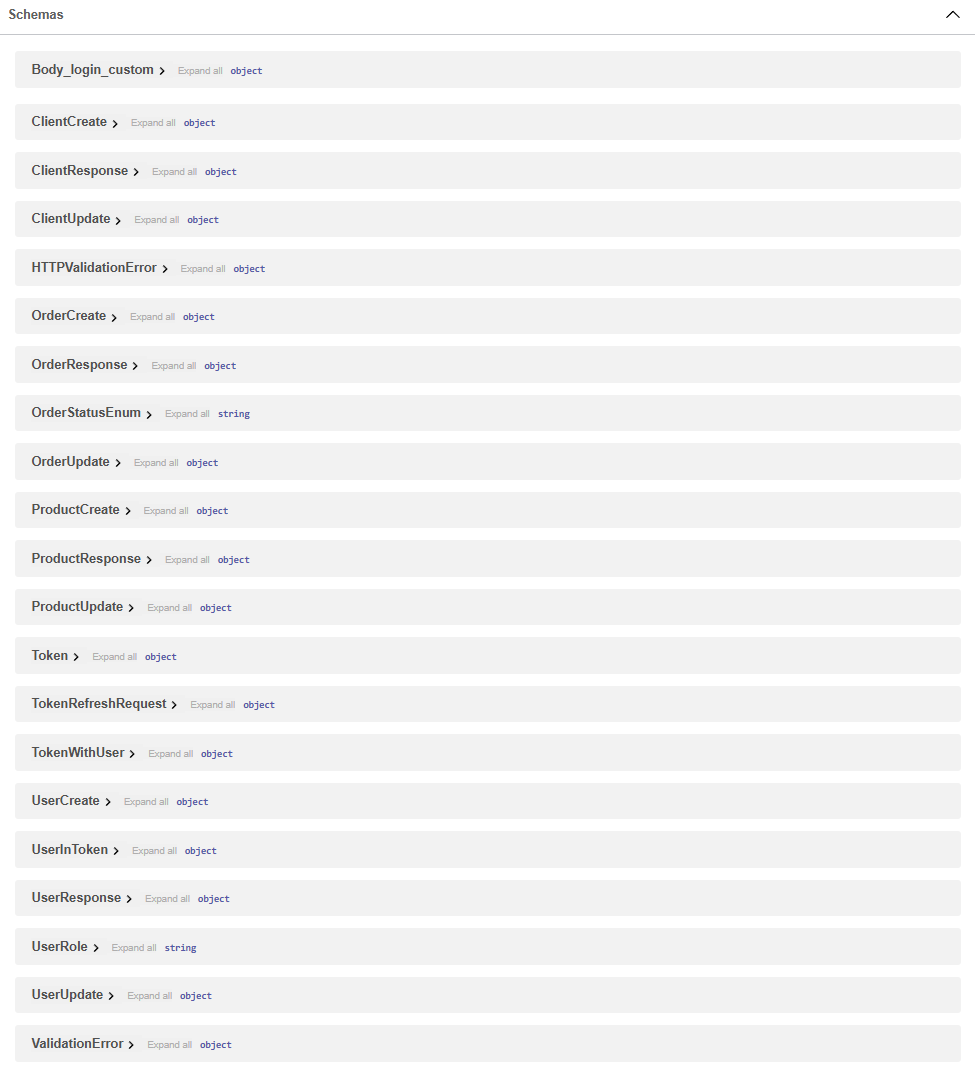 Schemas
Body_login_custom Expand all object
ClientCreate Expand all object
ClientResponse Expand all object
ClientUpdate Expand all object
HTTPValidationError Expand all object
OrderCreate Expand all object
OrderResponse Expand all object
OrderStatusEnum Expand all string
OrderUpdate Expand all object
ProductCreate Expand all object
ProductResponse Expand all object
ProductUpdate Expand all object
Token Expand all object
TokenRefreshRequest Expand all object
TokenWithUser Expand all object
UserCreate Expand all object
UserInToken Expand all object
UserResponse Expand all object
UserRole Expand all string
UserUpdate Expand all object
ValidationError Expand all object